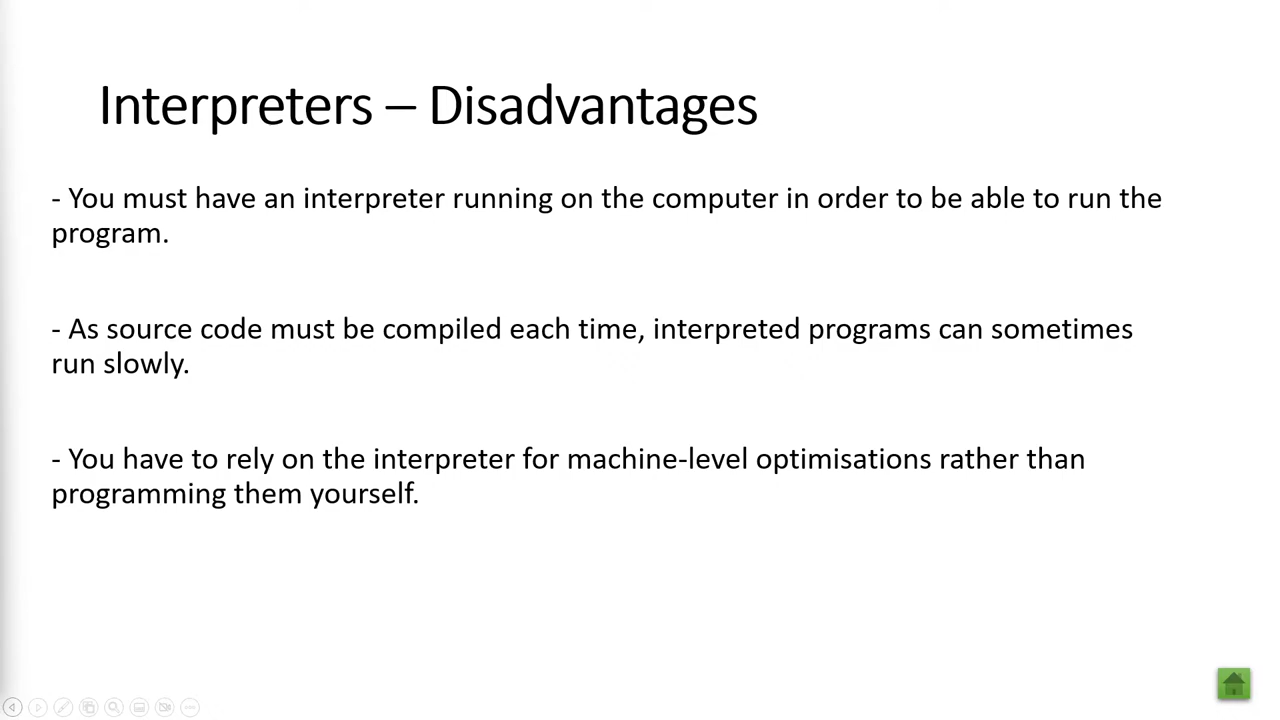 Interpreters – Disadvantages
- You must have an interpreter running on the computer in order to be able to run the
program.
- As source code must be compiled each time, interpreted programs can sometimes
run slowly.
- You have to rely on the interpreter for machine-level optimisations rather than
programming them yourself.